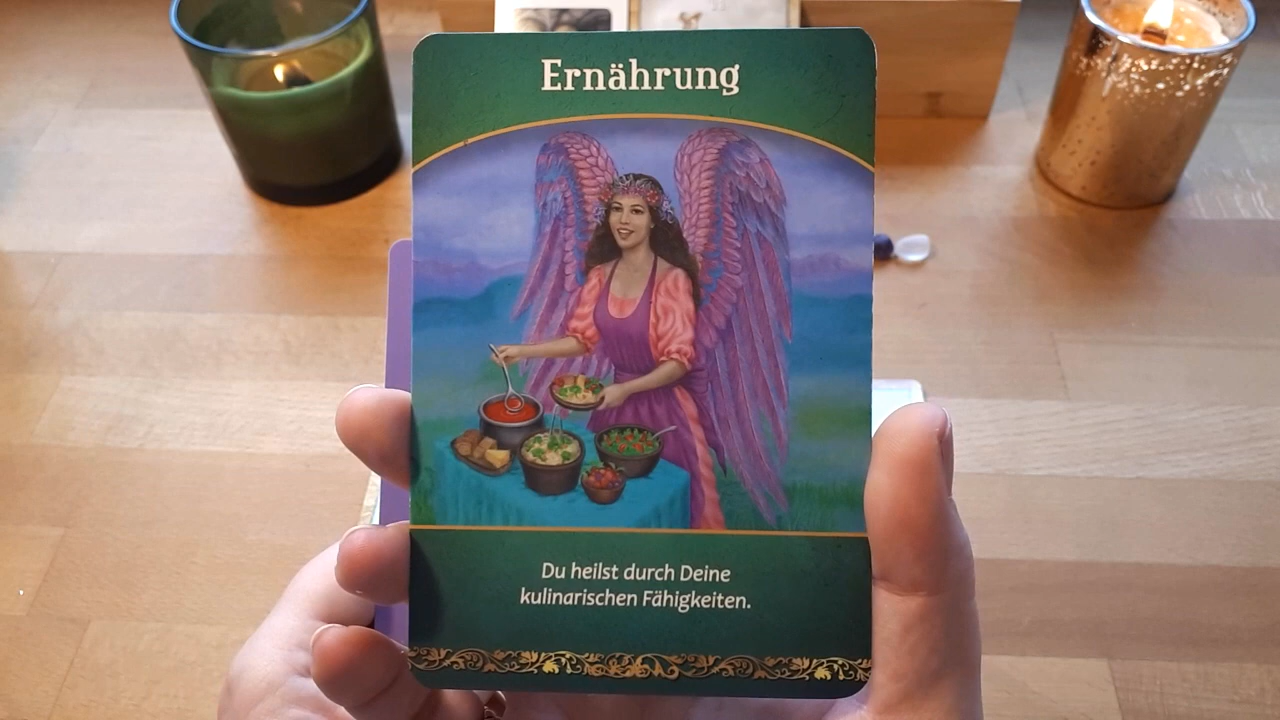 Ernährung
Du heilst durch Deine
kulinarischen Fähigkeiten.